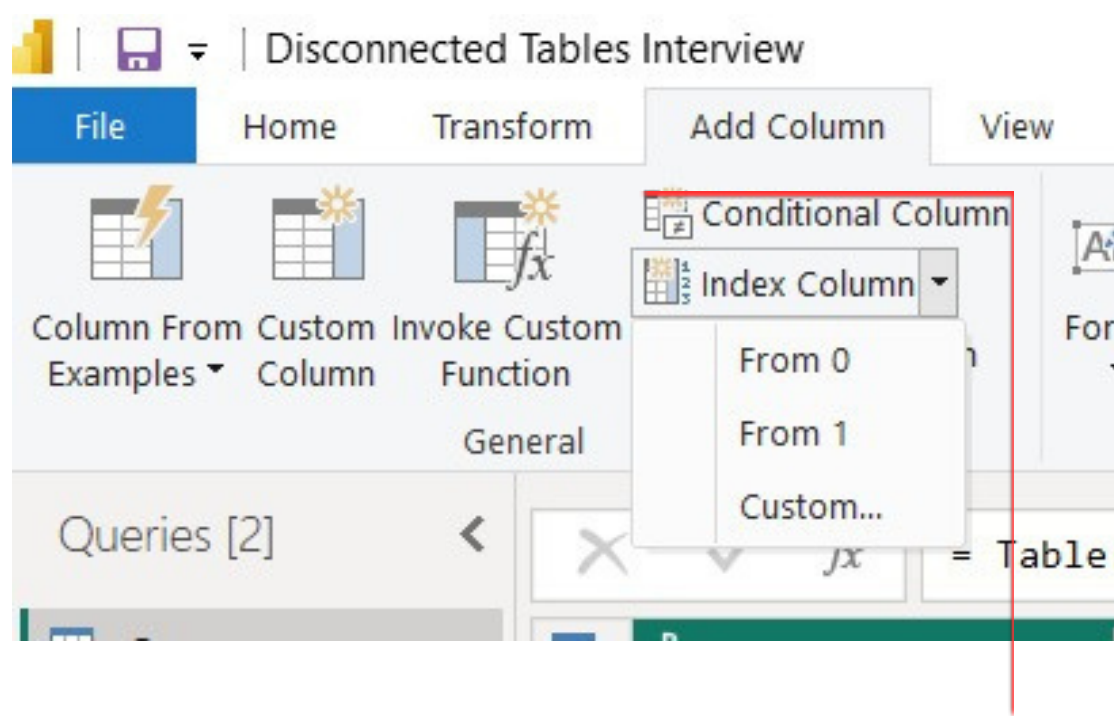 Disconnected Tables Interview
File Home Transform Add Column View
Conditional Column
Index Column
Column From Examples
Custom Column
Invoke Custom Function
From 0
From 1
Custom...
General
Queries [2]
fx = Table